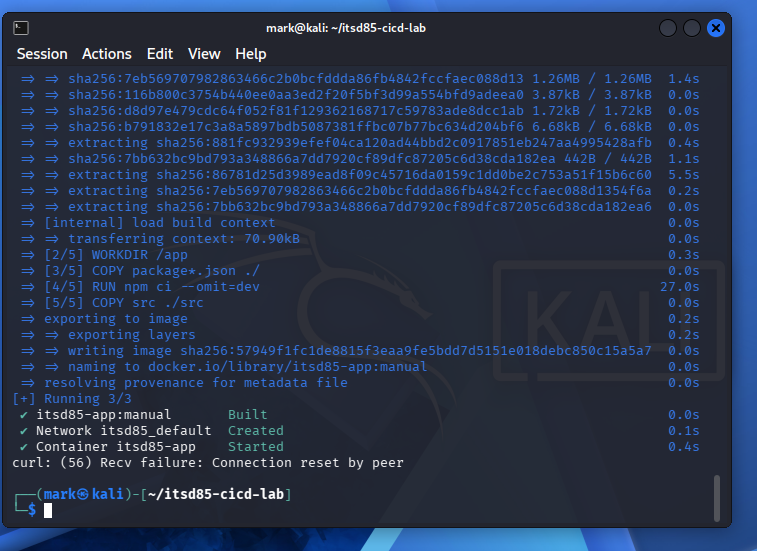 mark@kali: ~/itsd85-cicd-lab
Session Actions Edit View Help
=> => sha256:7eb569707982863466c2b0bcfddda86fb4842fccfaec088d13 1.26MB / 1.26MB 1.4s
=> => sha256:116b800c3754b440ee0aa3ed2f20f5bf3d99a554bfd9adeea0 3.87kB / 3.87kB 0.0s
=> => sha256:d8d97e479cdc64f052f81f129362168717c59783ade8dcc1ab 1.72kB / 1.72kB 0.0s
=> => sha256:b791832e17c3a8a5897bdb5087381ffbc07b77bc634d204bf6 6.68kB / 6.68kB 0.0s
=> => extracting sha256:881fc932939efef04ca120ad44bbd2c0917851eb247aa4995428afb 0.4s
=> => sha256:7bb632bc9bd793a348866a7dd7920cf89dfc87205c6d38cda182ea 442B / 442B 1.1s
=> => extracting sha256:86781d25d3989ead8f09c45716da0159c1dd0be2c753a51f15b6c60 5.5s
=> => extracting sha256:7eb569707982863466c2b0bcfddda86fb4842fccfaec088d1354f6a 0.2s
=> => extracting sha256:7bb632bc9bd793a348866a7dd7920cf89dfc87205c6d38cda182ea6 0.0s
=> [internal] load build context 0.0s
=> => transferring context: 70.90kB 0.0s
=> [2/5] WORKDIR /app 0.3s
=> [3/5] COPY package*.json ./ 0.0s
=> [4/5] RUN npm ci --omit=dev 27.0s
=> [5/5] COPY src ./src 0.0s
=> exporting to image 0.2s
=> => exporting layers 0.2s
=> => writing image sha256:57949f1fc1de8815f3eaa9fe5bdd7d5151e018debc850c15a5a7 0.0s
=> => naming to docker.io/library/itsd85-app:manual 0.0s
=> resolving provenance for metadata file 0.0s
[+] Running 3/3
✔ itsd85-app:manual Built 0.0s
✔ Network itsd85_default Created 0.1s
✔ Container itsd85-app Started 0.4s
curl: (56) Recv failure: Connection reset by peer
┌──(mark㉿kali)-[~/itsd85-cicd-lab]
└─$
KALI